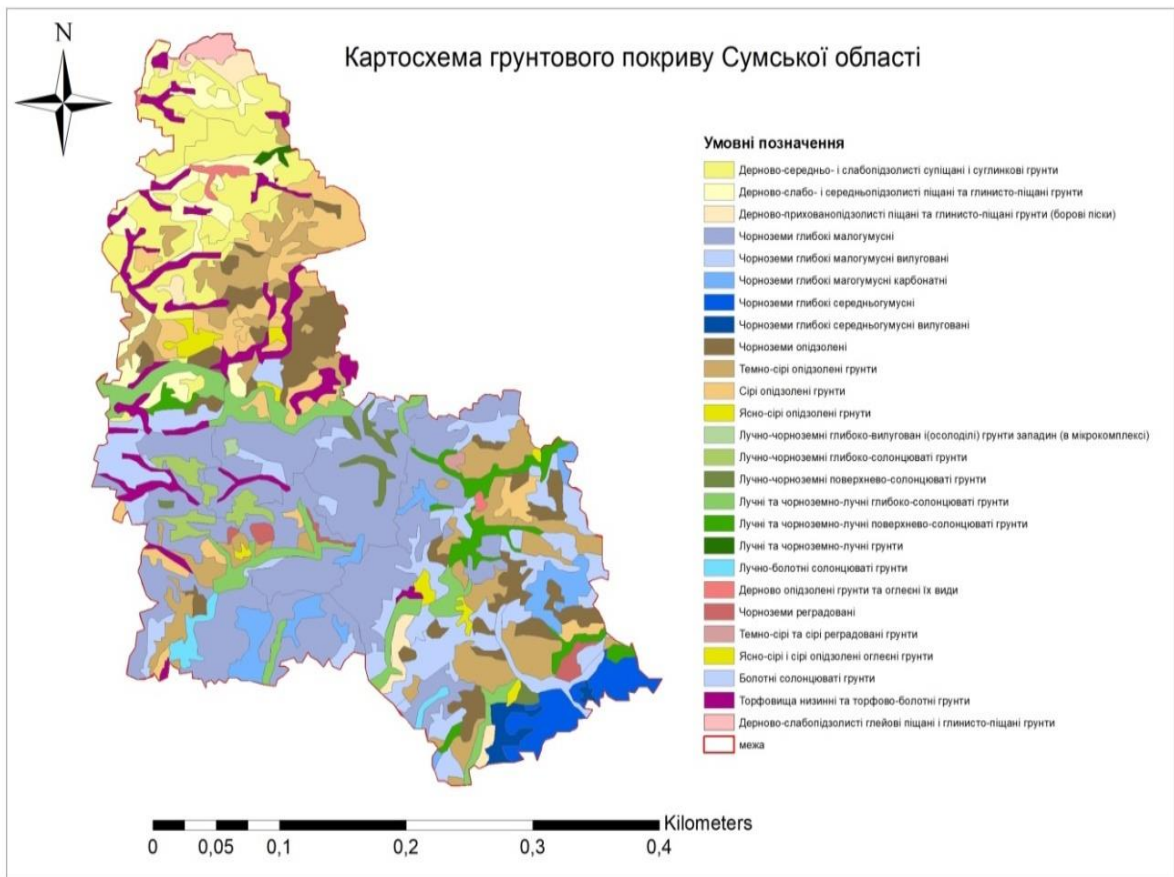 N
Картосхема грунтового покриву Сумської області
Умовні позначення
Дерново-середньо- і слабопідзолисті супіщані і суглинкові грунти
Дерново-слабо- і середньопідзолисті піщані та глинисто-піщані грунти
Дерново-прихованопідзолисті піщані та глинисто-піщані грунти (борові піски)
Чорноземи глибокі малогумусні
Чорноземи глибокі малогумусні вилуговані
Чорноземи глибокі магогумусні карбонатні
Чорноземи глибокі середньогумусні
Чорноземи глибокі середньогумусні вилуговані
Чорноземи опідзолені
Темно-сірі опідзолені грунти
Сірі опідзолені грунти
Ясно-сірі опідзолені грнути
Лучно-чорноземні глибоко-вилугован і(осолоділі) грунти западин (в мікрокомплексі)
Лучно-чорноземні глибоко-солонцюваті грунти
Лучно-чорноземні поверхнево-солонцюваті грунти
Лучні та чорноземно-лучні глибоко-солонцюваті грунти
Лучні та чорноземно-лучні поверхнево-солонцюваті грунти
Лучні та чорноземно-лучні грунти
Лучно-болотні солонцюваті грунти
Дерново опідзолені грунти та оглеєні їх види
Чорноземи реградовані
Темно-сірі та сірі реградовані грунти
Ясно-сірі і сірі опідзолені оглеєні грунти
Болотні солонцюваті грунти
Торфовища низинні та торфово-болотні грунти
Дерново-слабопідзолисті глейові піщані і глинисто-піщані грунти
межа
Kilometers
0 0,05 0,1 0,2 0,3 0,4